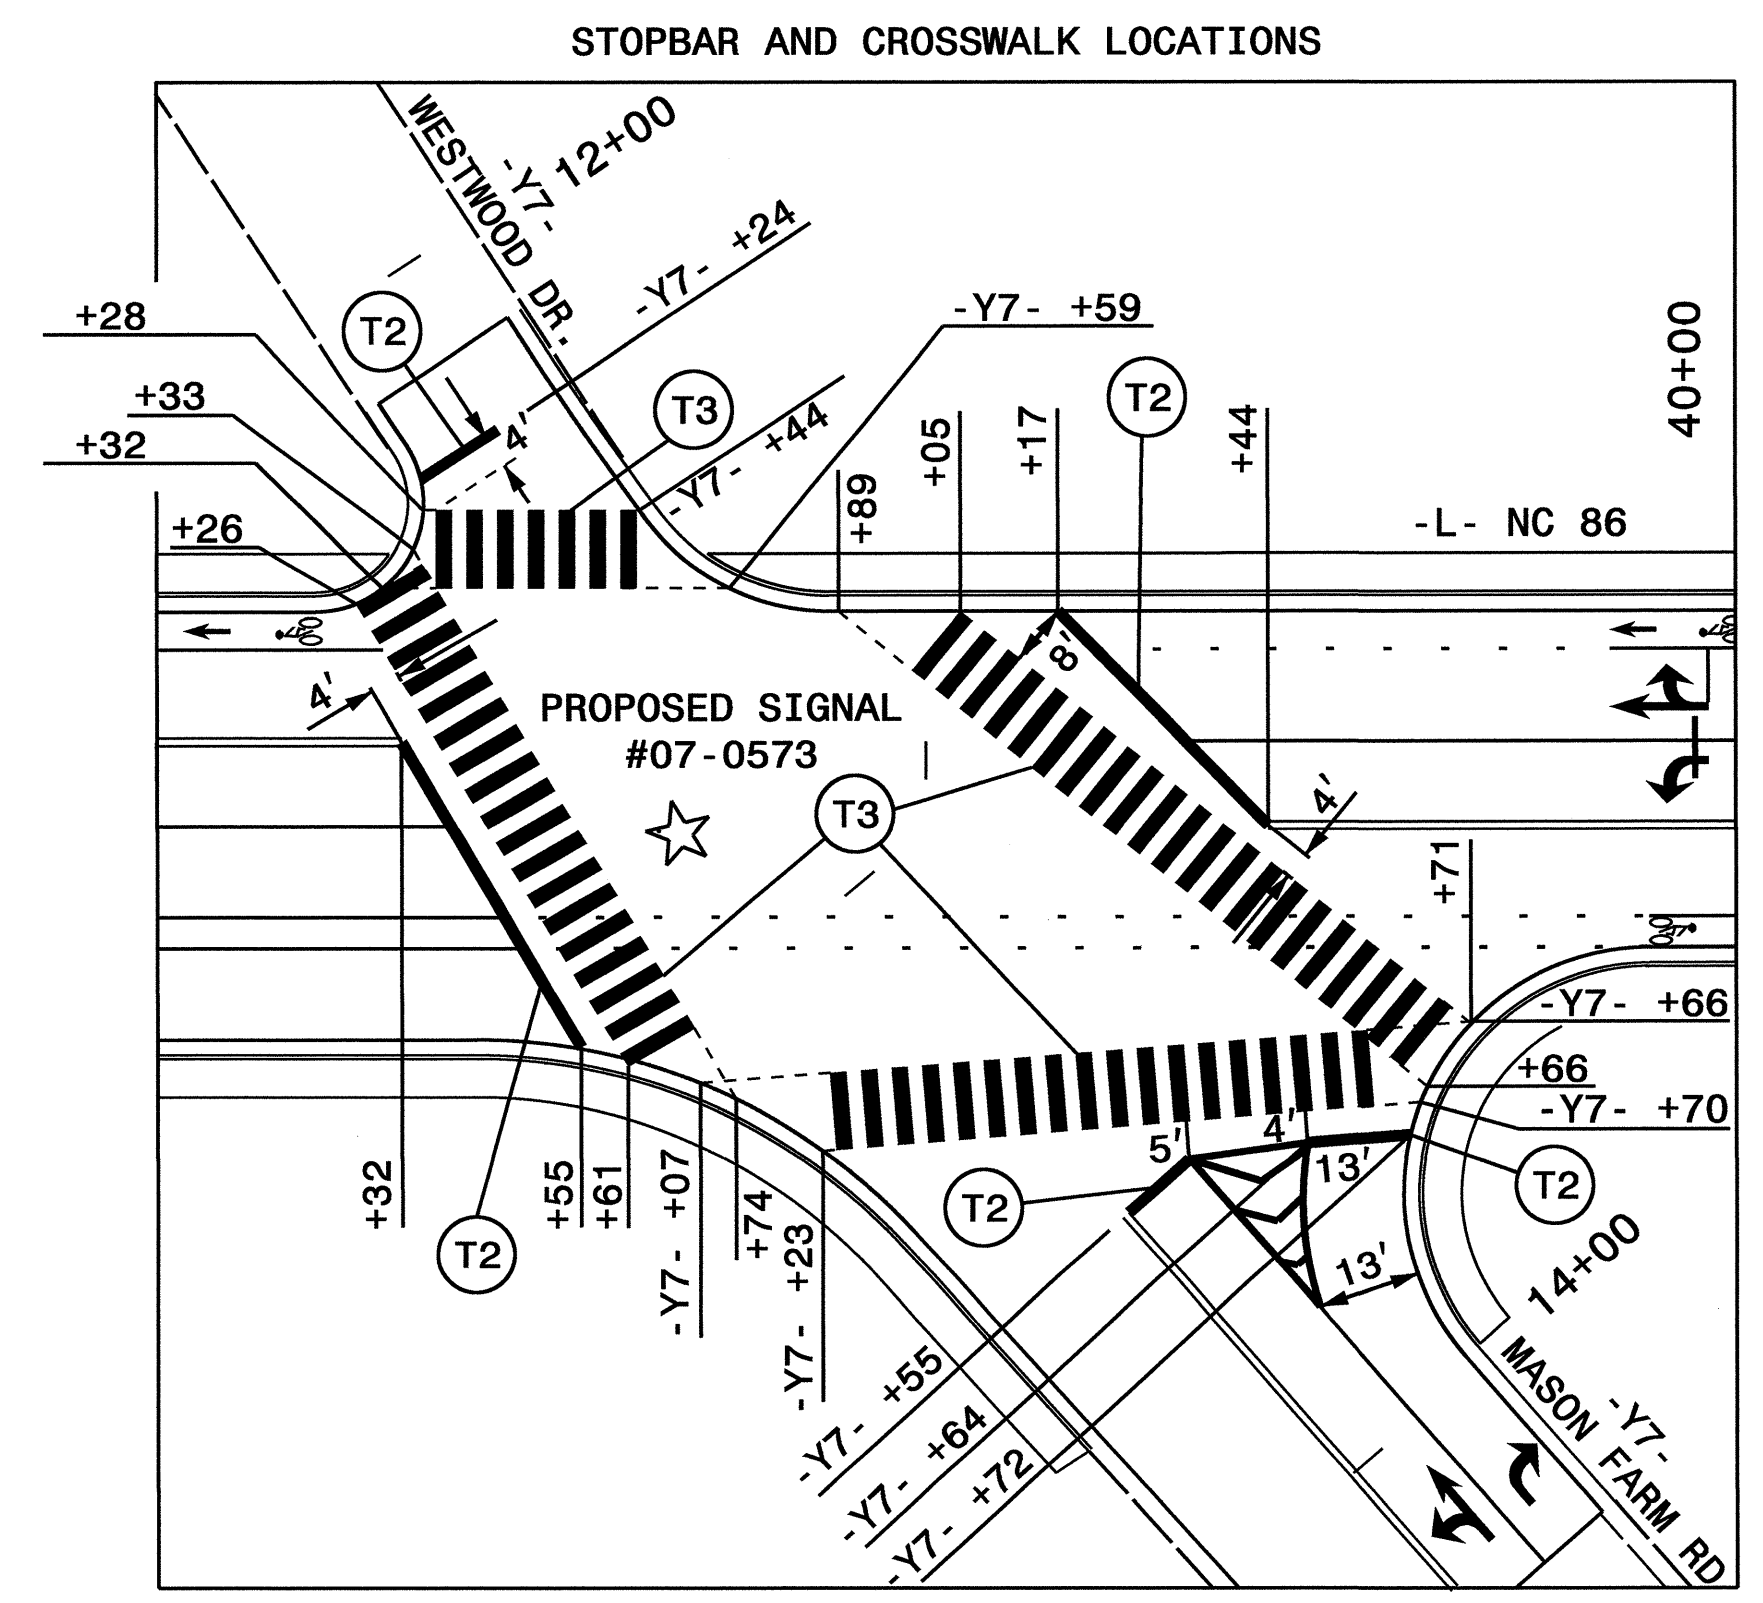 STOPBAR AND CROSSWALK LOCATIONS
WESTWOOD DR.
-Y7-
12+00
-Y7- +24
+28
T2
-Y7- +59
40+00
+33
T3
T2
+32
4'
-Y7- +44
+05
+17
+44
+89
+26
-L- NC 86
8'
4'
PROPOSED SIGNAL
#07-0573
4'
T3
+71
-Y7- +66
+66
-Y7- +70
5'
4'
13'
+32
+55
+61
-Y7- +07
+74
-Y7- +23
T2
T2
T2
13'
14+00
-Y7- +55
-Y7- +64
-Y7- +72
MASON FARM RD
-Y7-